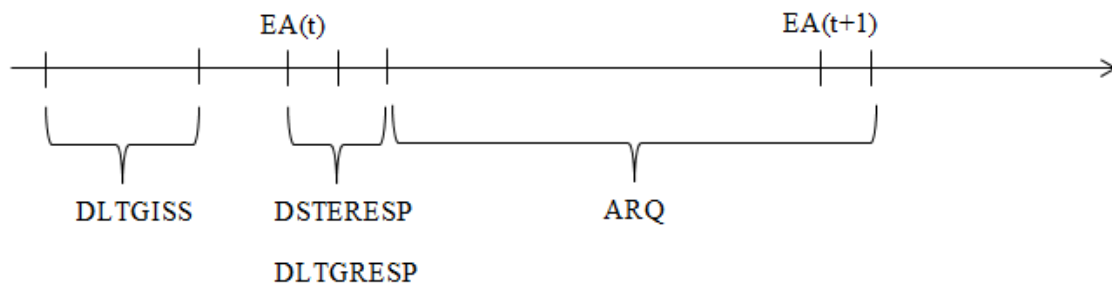 EA(t)
EA(t+1)
DLTGISS
DSTERESP
ARQ
DLTGRESP